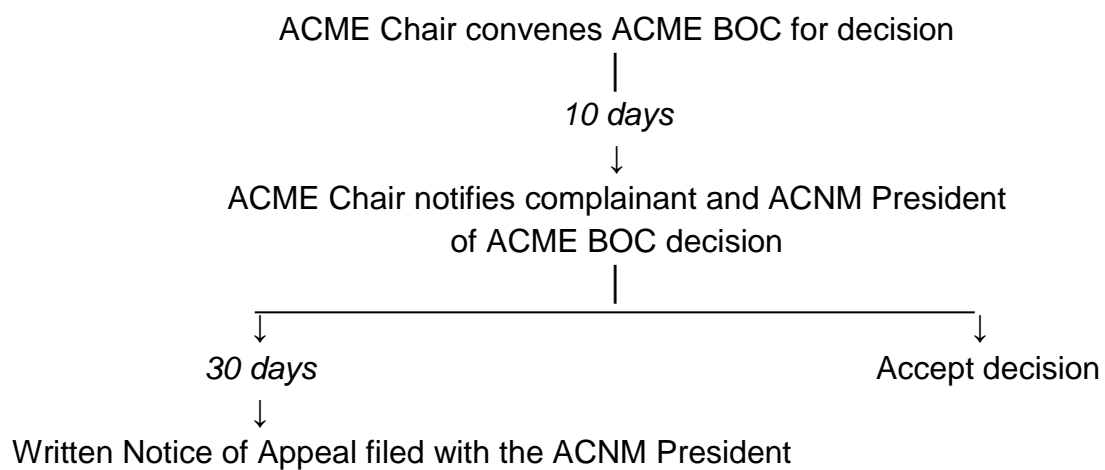 ACME Chair convenes ACME BOC for decision
10 days
ACME Chair notifies complainant and ACNM President
of ACME BOC decision
30 days
Accept decision
Written Notice of Appeal filed with the ACNM President